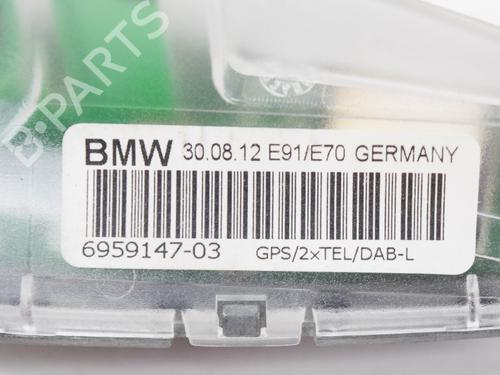 B-PARTS
BMW 30.08.12 E91/E70 GERMANY
6959147-03 GPS/2xTEL/DAB-L